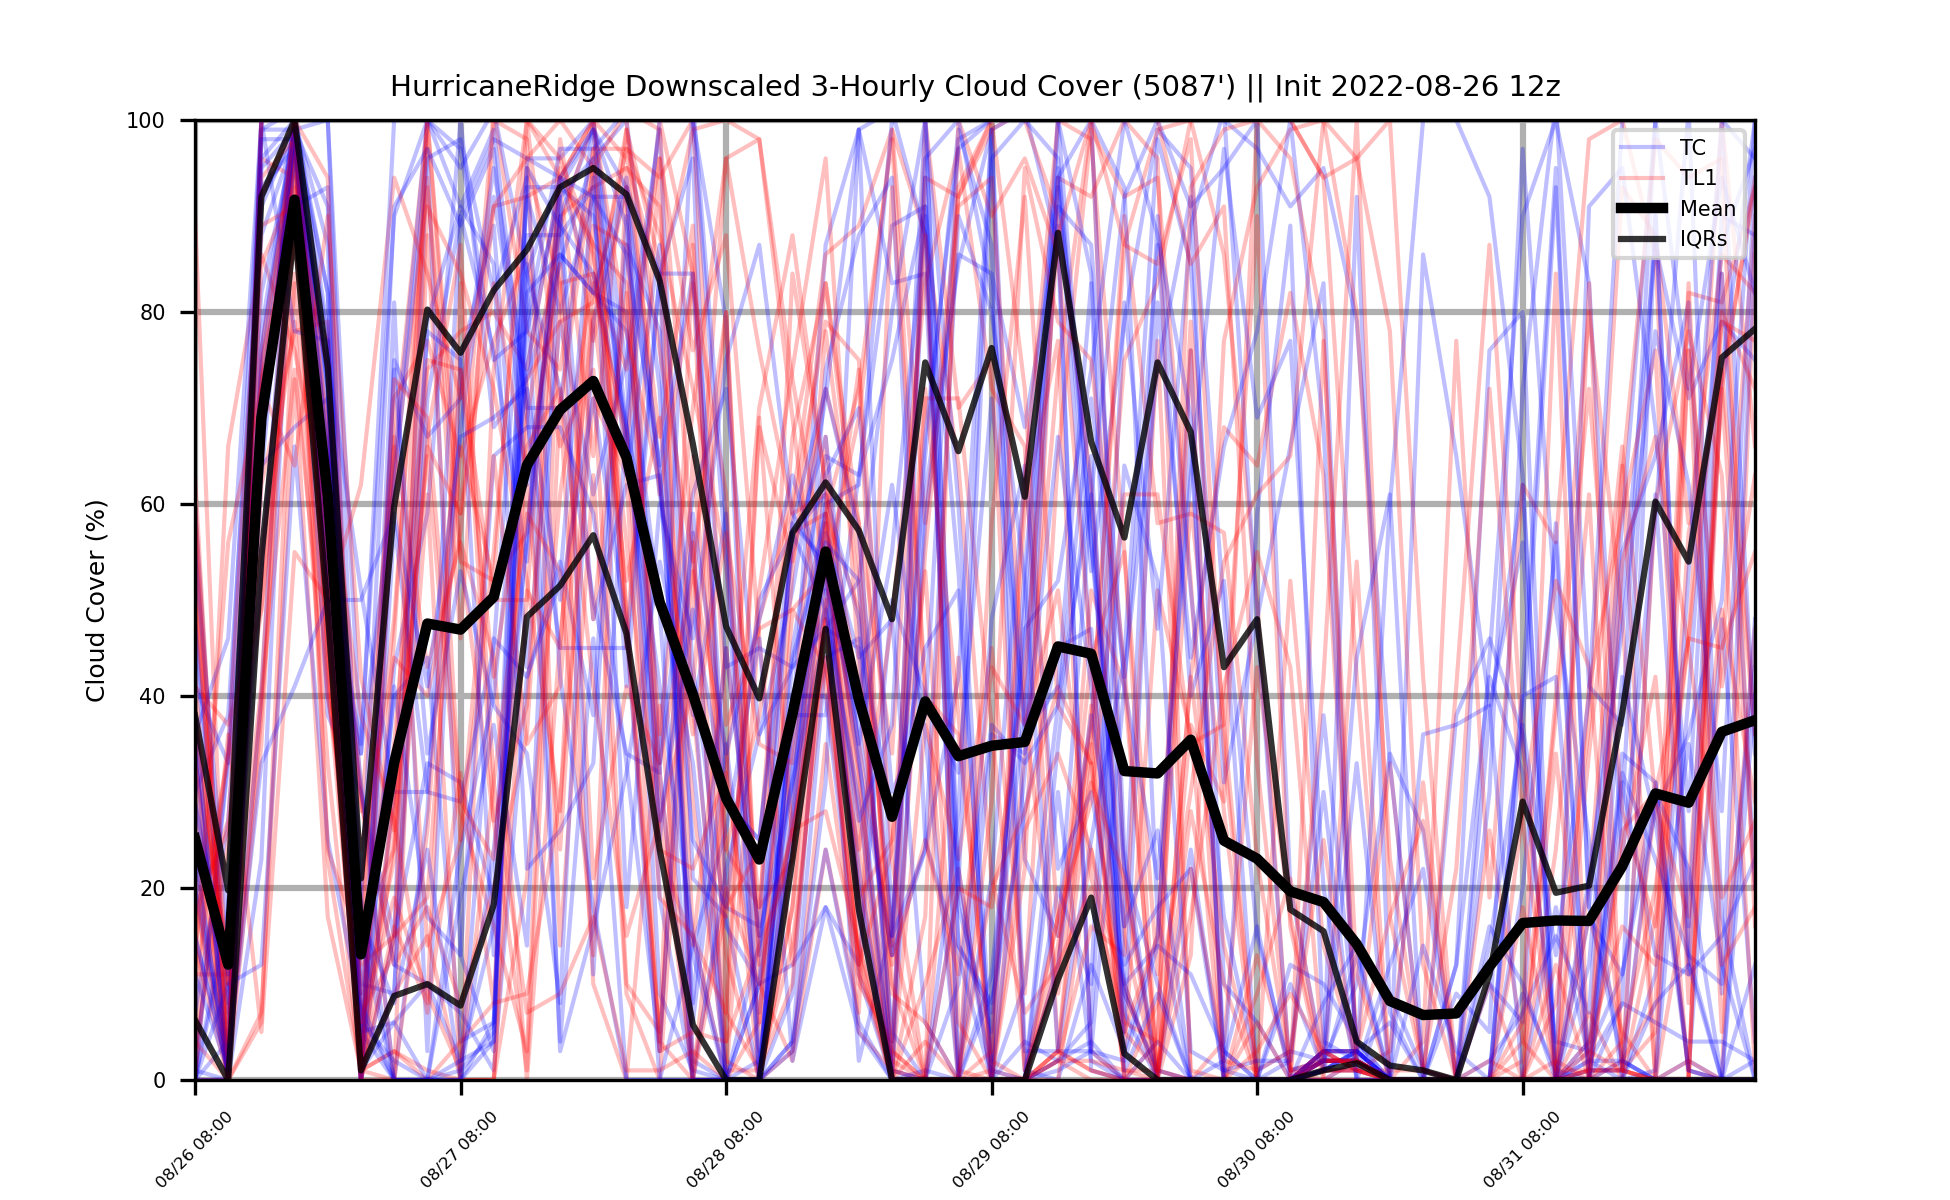 HurricaneRidge Downscaled 3-Hourly Cloud Cover (5087') || Init 2022-08-26 12z
TC
TL1
Mean
IQRs
Cloud Cover (%)
100
80
60
40
20
0
08/26 08:00
08/27 08:00
08/28 08:00
08/29 08:00
08/30 08:00
08/31 08:00